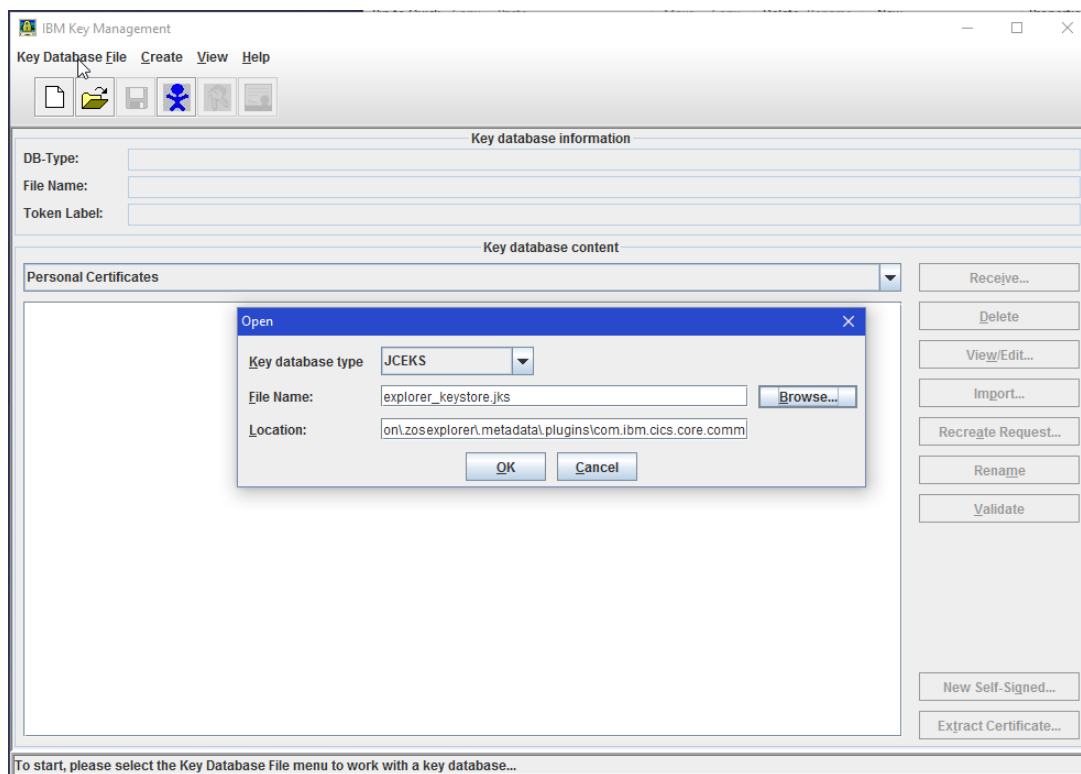 IBM Key Management
Key Database File Create View Help
Key database information
DB-Type:
File Name:
Token Label:
Key database content
Personal Certificates
Receive...
Delete
View/Edit...
Import...
Recreate Request...
Rename
Validate
New Self-Signed...
Extract Certificate...
Open
Key database type JCEKS
File Name: explorer_keystore.jks Browse...
Location: on\.zosexplorer\.metadata\.plugins\com.ibm.cics.core.comm
OK Cancel
To start, please select the Key Database File menu to work with a key database...